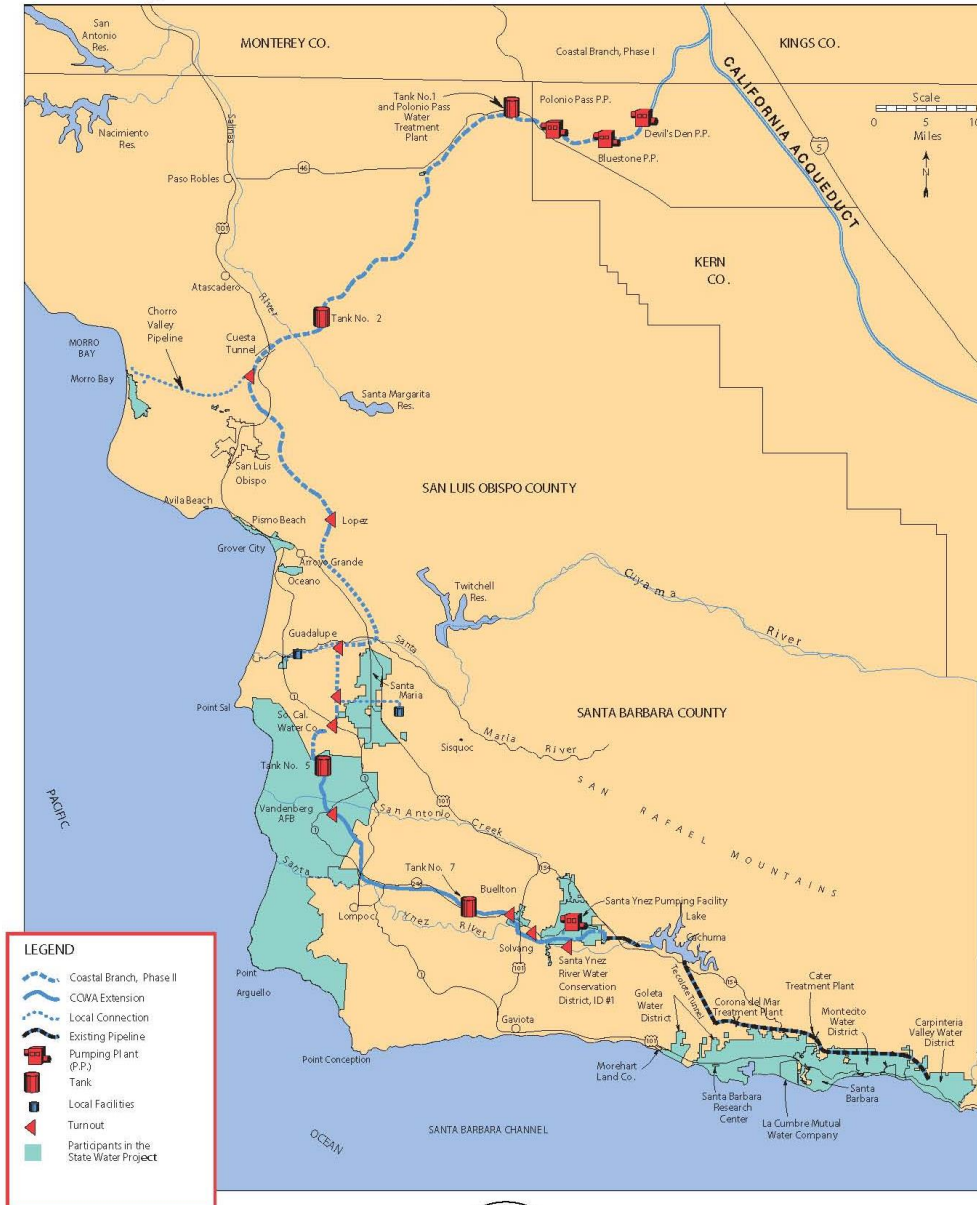 San
Antonio
Res.
MONTEREY CO.
Coastal Branch, Phase I
KINGS CO.
Nacimiento
Res.
Salinas
Tank No.1
and Polonio Pass
Water
Treatment
Plant
Polonio Pass P.P.
Devil's Den P.P.
Bluestone P.P.
CALIFORNIA ACQUEDUCT
5
Scale
0 5 10
Miles
N
Paso Robles
46
101
KERN
CO.
Atascadero
River
Tank No. 2
Chorro
Valley
Pipeline
Cuesta
Tunnel
MORRO
BAY
Morro Bay
Santa Margarita
Res.
San Luis
Obispo
SAN LUIS OBISPO COUNTY
Avila Beach
Pismo Beach
Lopez
Grover City
Arroyo Grande
Oceano
Twitchell
Res.
Cuyama
River
Guadalupe
Santa
1
Santa
Maria
Point Sal
So. Cal.
Water Co.
SANTA BARBARA COUNTY
Sisquoc
Maria River
Tank No. 5
1
SAN RAFAEL MOUNTAINS
PACIFIC
Vandenberg
AFB
101
San Antonio Creek
1
Santa
Tank No. 7
154
246
Buellton
Santa Ynez Pumping Facility
Lake
Cachuma
Lompoc
Ynez River
Solvang
101
Santa Ynez
River Water
Conservation
District, ID #1
1
Point
Arguello
Tecolote Tunnel
154
Goleta
Water
District
Corona del Mar
Treatment Plant
Cater
Treatment Plant
Montecito
Water
District
Carpinteria
Valley Water
District
Gaviota
101
Point Conception
Morehart
Land Co.
Santa Barbara
Research
Center
Santa
Barbara
La Cumbre Mutual
Water Company
OCEAN
SANTA BARBARA CHANNEL
LEGEND
Coastal Branch, Phase II
CCWA Extension
Local Connection
Existing Pipeline
Pumping Plant
(P.P.)
Tank
Local Facilities
Turnout
Participants in the
State Water Project